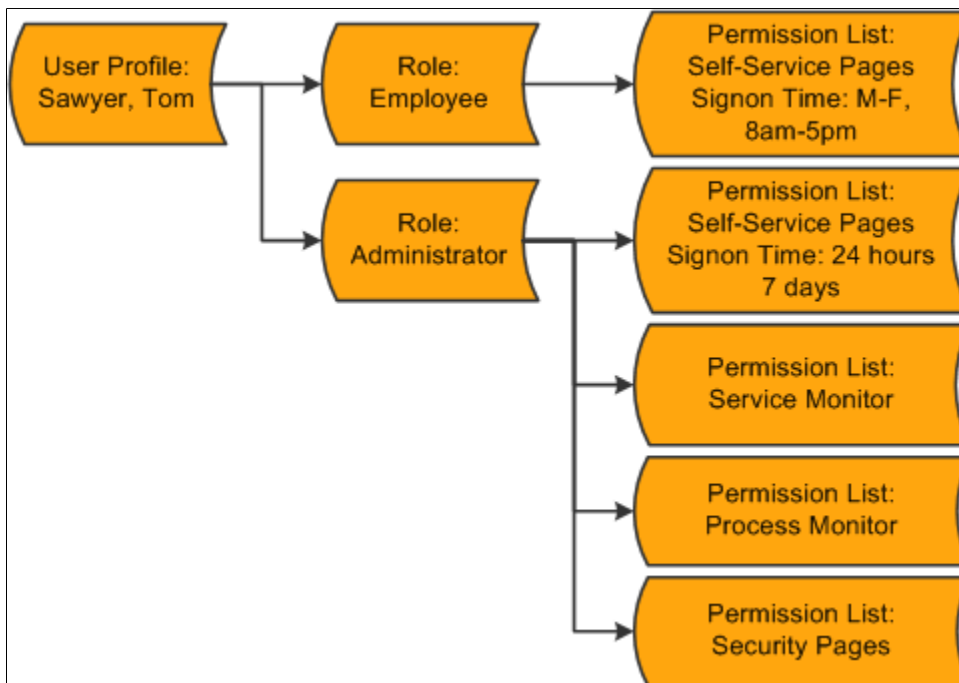 User Profile:
Sawyer, Tom
Role:
Employee
Permission List:
Self-Service Pages
Signon Time: M-F,
8am-5pm
Role:
Administrator
Permission List:
Self-Service Pages
Signon Time: 24 hours
7 days
Permission List:
Service Monitor
Permission List:
Process Monitor
Permission List:
Security Pages